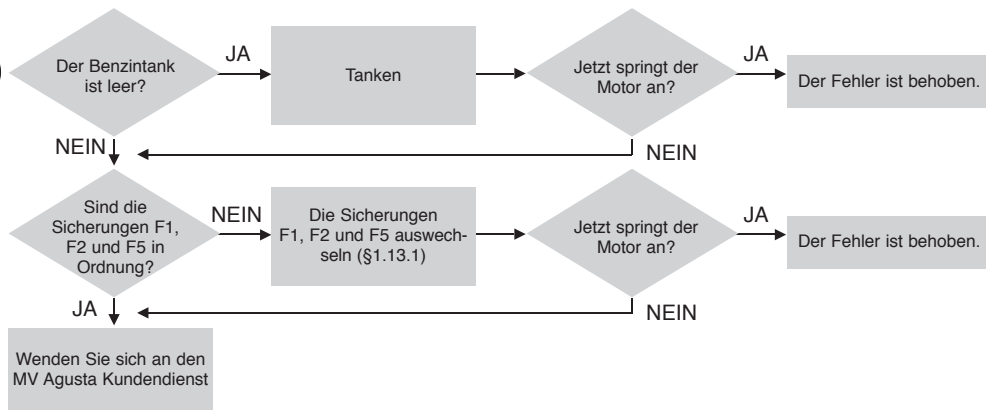 Der Benzintank
ist leer?
JA
Tanken
Jetzt springt der
Motor an?
JA
Der Fehler ist behoben.
NEIN
NEIN
Sind die
Sicherungen F1,
F2 und F5 in
Ordnung?
NEIN
Die Sicherungen
F1, F2 und F5 auswech-
seln (§1.13.1)
Jetzt springt der
Motor an?
JA
Der Fehler ist behoben.
JA
NEIN
Wenden Sie sich an den
MV Agusta Kundendienst